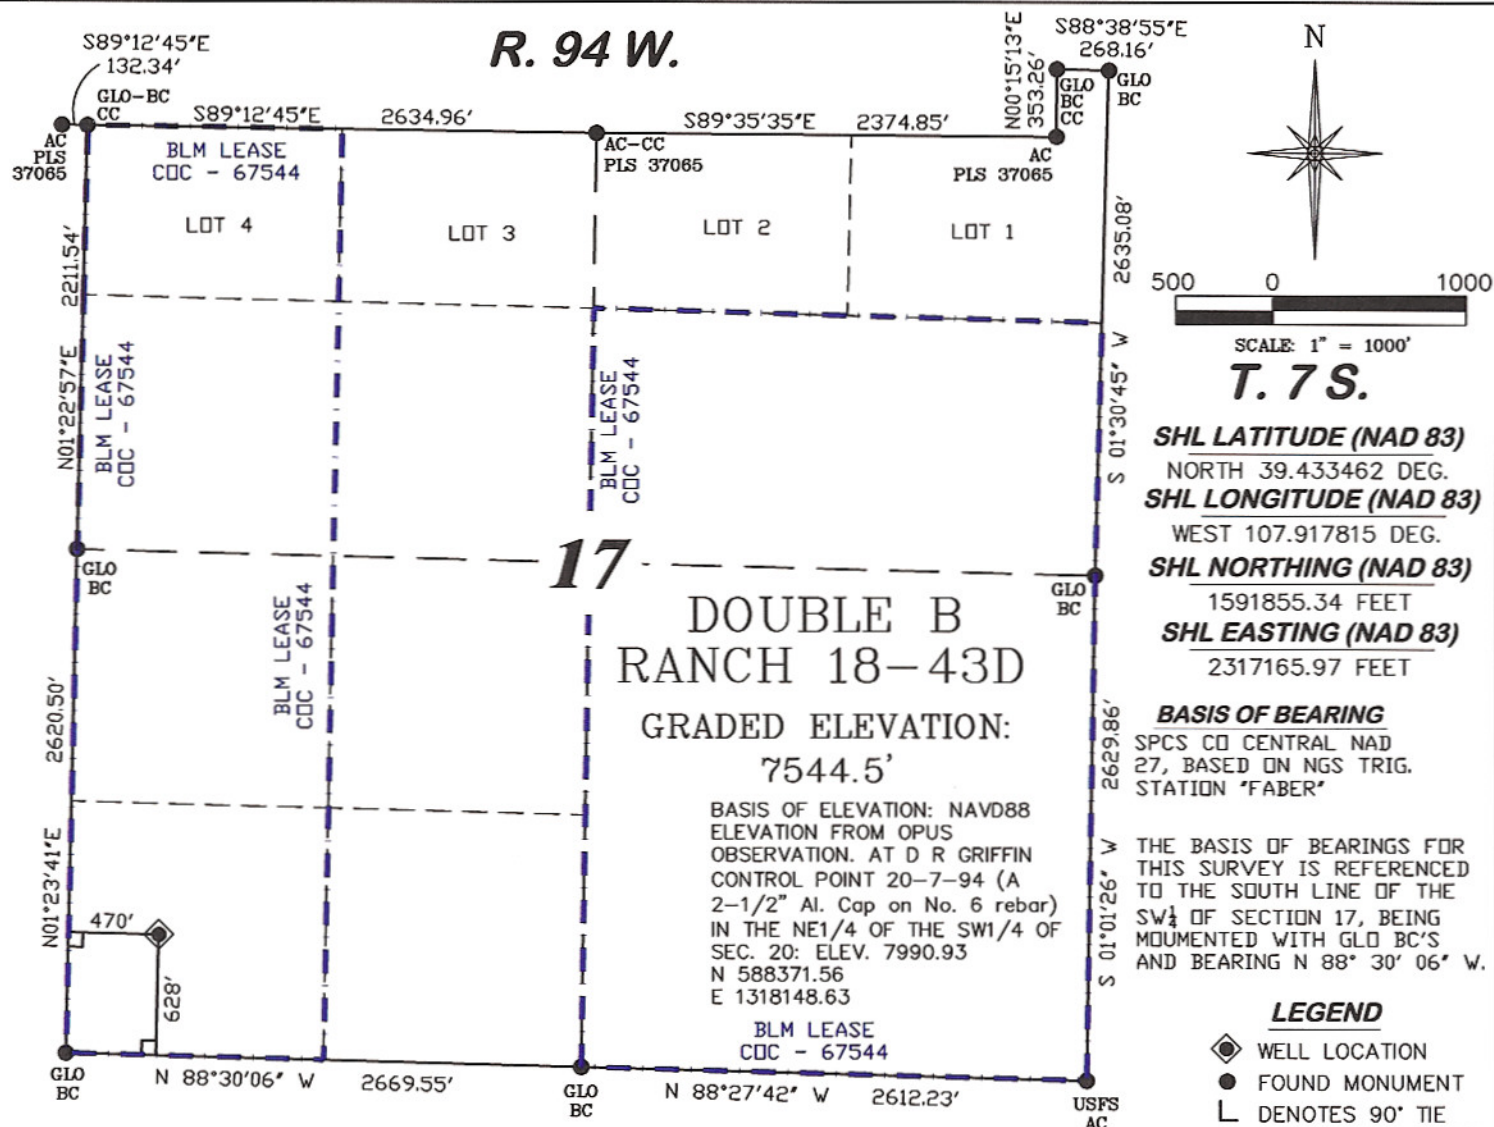 R. 94 W.
S89°12'45"E
132.34'
GLO-BC
CC
AC
PLS
37065
S89°12'45"E 2634.96'
AC-CC
PLS 37065
S89°35'35"E 2374.85'
N00°15'13"E
353.26'
S88°38'55"E
268.16'
GLO
BC
CC
GLO
BC
AC
PLS 37065
N
BLM LEASE
COC - 67544
LOT 4
LOT 3
LOT 2
LOT 1
2211.54'
N01°22'57"E
BLM LEASE
COC - 67544
BLM LEASE
COC - 67544
2635.08'
S 01°30'45" W
500 0 1000
SCALE: 1" = 1000'
T. 7 S.
SHL LATITUDE (NAD 83)
NORTH 39.433462 DEG.
SHL LONGITUDE (NAD 83)
WEST 107.917815 DEG.
SHL NORTHING (NAD 83)
1591855.34 FEET
SHL EASTING (NAD 83)
2317165.97 FEET
GLO
BC
17
GLO
BC
BLM LEASE
COC - 67544
DOUBLE B
RANCH 18-43D
GRADED ELEVATION:
7544.5'
BASIS OF ELEVATION: NAVD88
ELEVATION FROM OPUS
OBSERVATION. AT D R GRIFFIN
CONTROL POINT 20-7-94 (A
2-1/2" Al. Cap on No. 6 rebar)
IN THE NE1/4 OF THE SW1/4 OF
SEC. 20: ELEV. 7990.93
N 588371.56
E 1318148.63
BLM LEASE
COC - 67544
2620.50'
N01°23'41"E
470'
628'
2629.86'
S 01°01'26" W
BASIS OF BEARING
SPCS CO CENTRAL NAD
27, BASED ON NGS TRIG.
STATION "FABER"
THE BASIS OF BEARINGS FOR
THIS SURVEY IS REFERENCED
TO THE SOUTH LINE OF THE
SW¼ OF SECTION 17, BEING
MOUMENTED WITH GLO BC'S
AND BEARING N 88° 30' 06" W.
GLO
BC
N 88°30'06" W 2669.55'
GLO
BC
N 88°27'42" W 2612.23'
USFS
AC
LEGEND
WELL LOCATION
FOUND MONUMENT
DENOTES 90° TIE